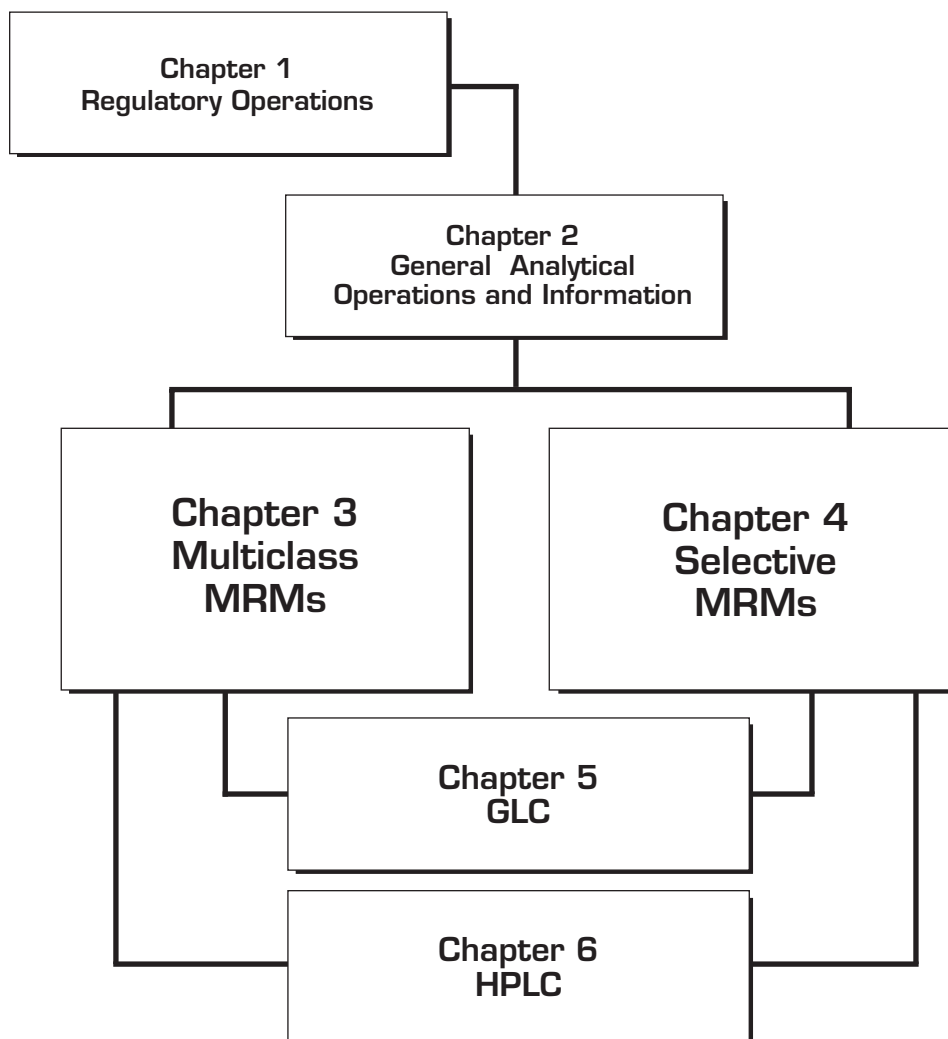 Chapter 1
Regulatory Operations
Chapter 2
General Analytical
Operations and Information
Chapter 3
Multiclass
MRMs
Chapter 4
Selective
MRMs
Chapter 5
GLC
Chapter 6
HPLC